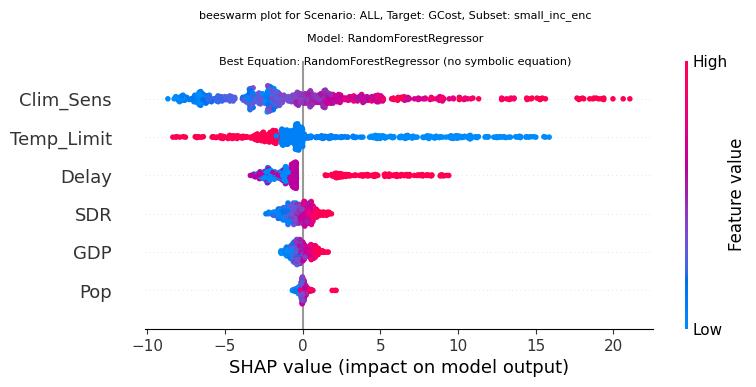 beeswarm plot for Scenario: ALL, Target: GCost, Subset: small_inc_enc
Model: RandomForestRegressor
Best Equation: RandomForestRegressor (no symbolic equation)
High
Clim_Sens
Temp_Limit
Delay
SDR
GDP
Pop
Feature value
Low
−10 −5 0 5 10 15 20
SHAP value (impact on model output)